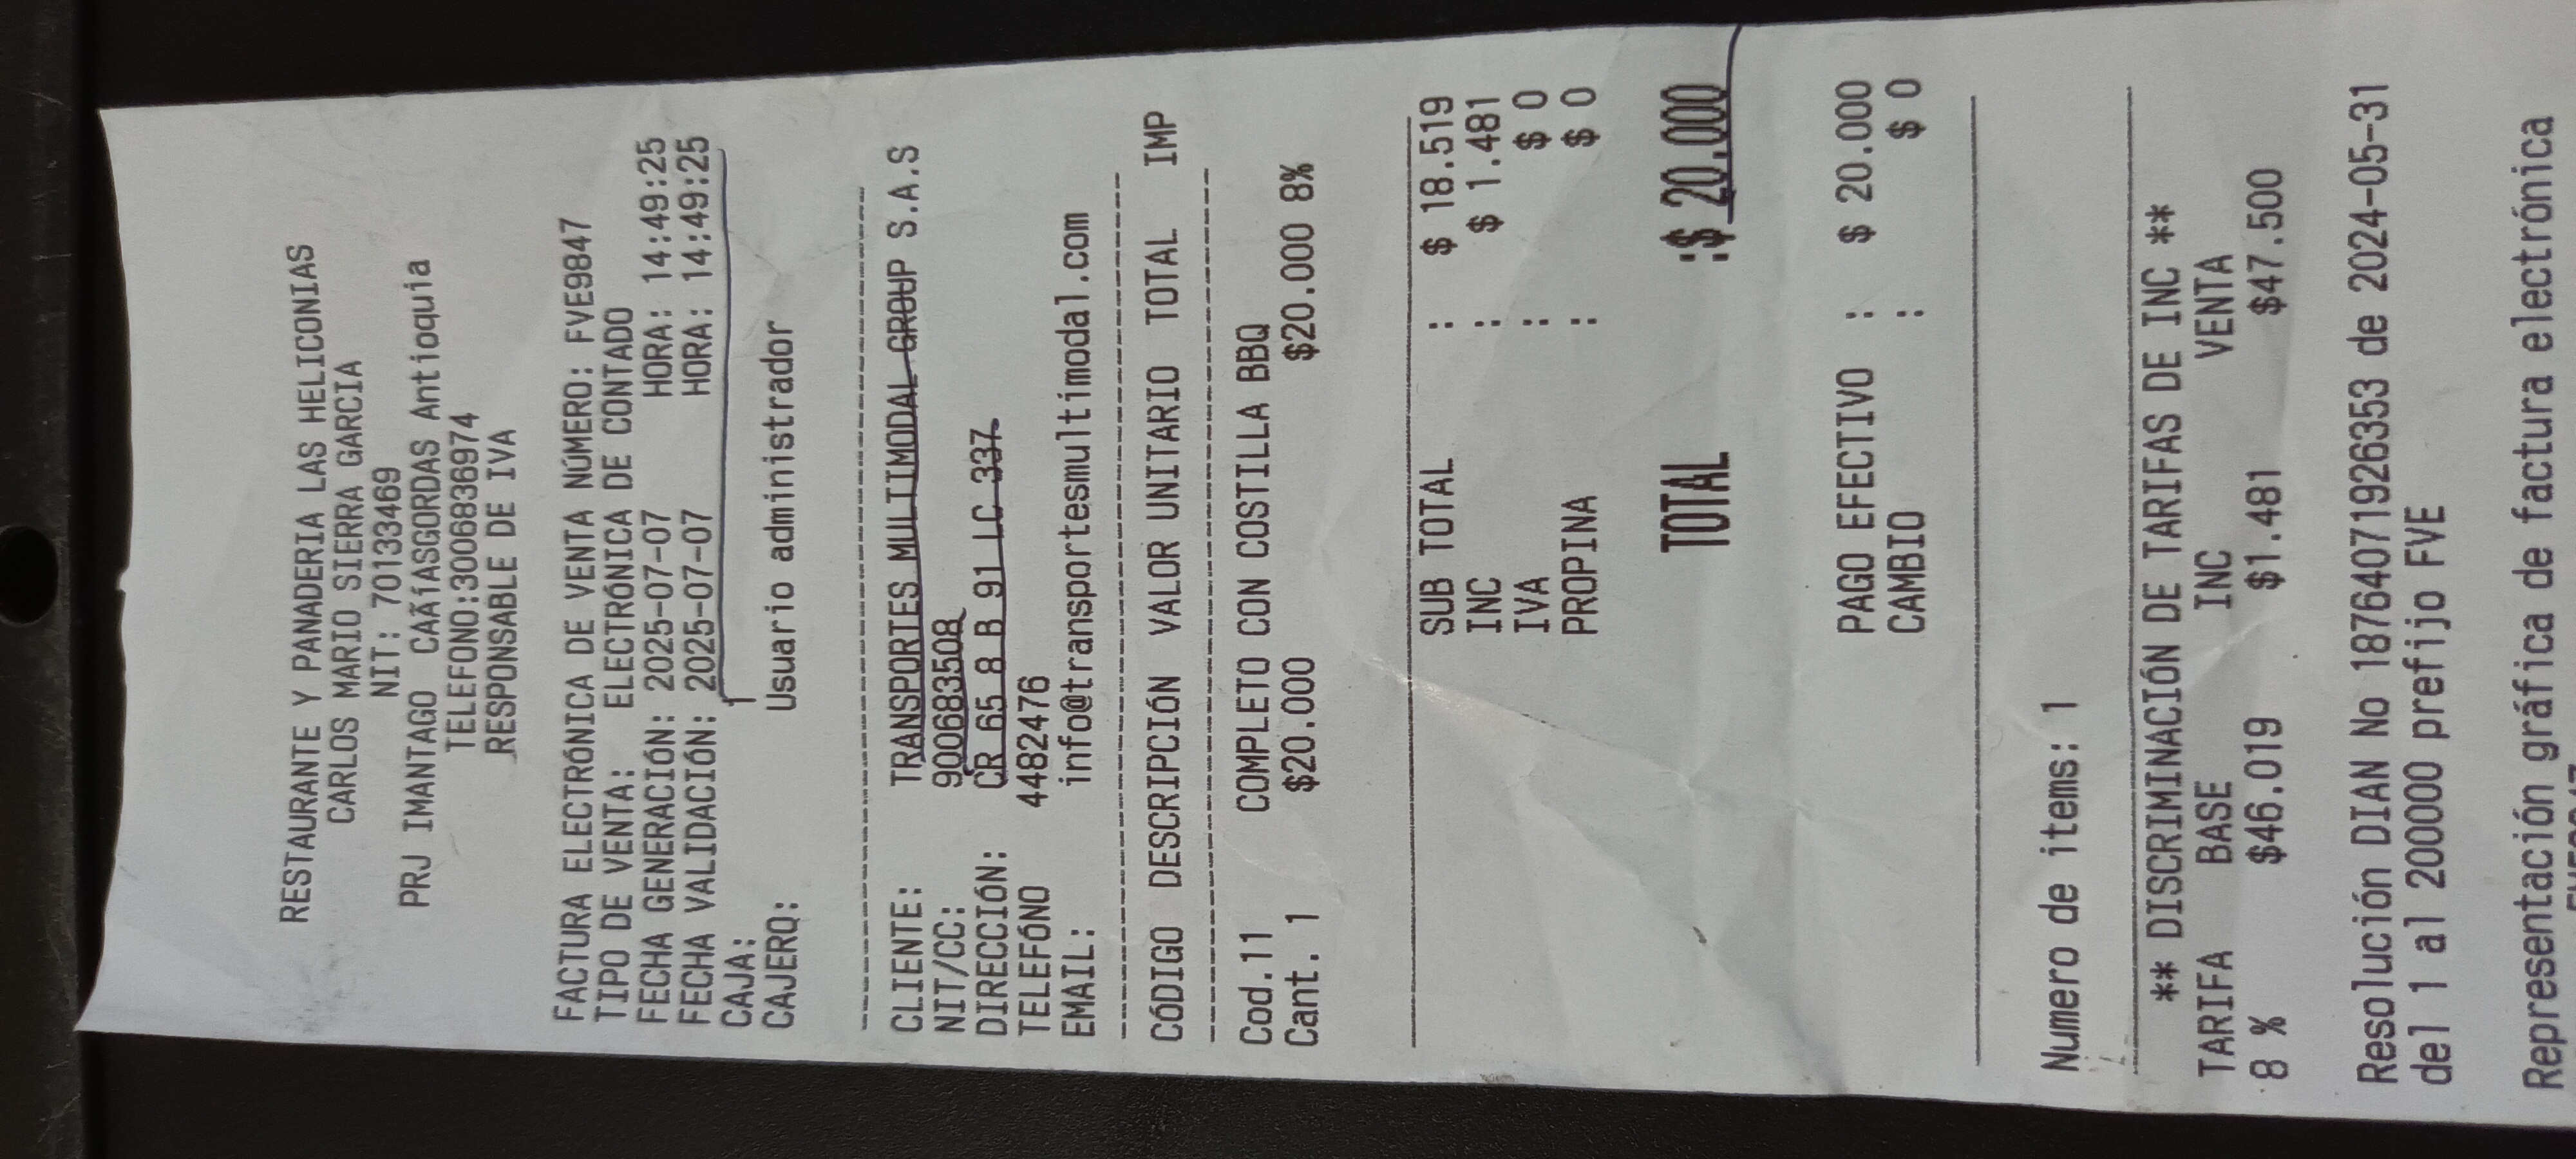 RESTAURANTE Y PANADERIA LAS HELICONIAS
CARLOS MARIO SIERRA GARCIA
NIT: 70133469
PRJ IMANTAGO CAÃ­ASGORDAS Antioquia
TELEFONO:3006836974
RESPONSABLE DE IVA
FACTURA ELECTRÓNICA DE VENTA NÚMERO: FVE9847
TIPO DE VENTA: ELECTRÓNICA DE CONTADO
FECHA GENERACIÓN: 2025-07-07 HORA: 14:49:25
FECHA VALIDACIÓN: 2025-07-07 HORA: 14:49:25
CAJA: 1
CAJERO: Usuario administrador
CLIENTE: TRANSPORTES MULTIMODAL GROUP S.A.S
NIT/CC: 900683508
DIRECCIÓN: CR 65 8 B 91 LC 337
TELEFÓNO 4482476
EMAIL: info@transportesmultimodal.com
CÓDIGO DESCRIPCIÓN VALOR UNITARIO TOTAL IMP
Cod.11 COMPLETO CON COSTILLA BBQ
Cant. 1 $20.000 $20.000 8%
SUB TOTAL : $ 18.519
INC : $ 1.481
IVA : $ 0
PROPINA : $ 0
TOTAL :$ 20.000
PAGO EFECTIVO : $ 20.000
CAMBIO : $ 0
Numero de items: 1
** DISCRIMINACIÓN DE TARIFAS DE INC **
TARIFA BASE INC VENTA
8 % $46.019 $1.481 $47.500
Resolución DIAN No 18764071926353 de 2024-05-31
del 1 al 200000 prefijo FVE
Representación gráfica de factura electrónica